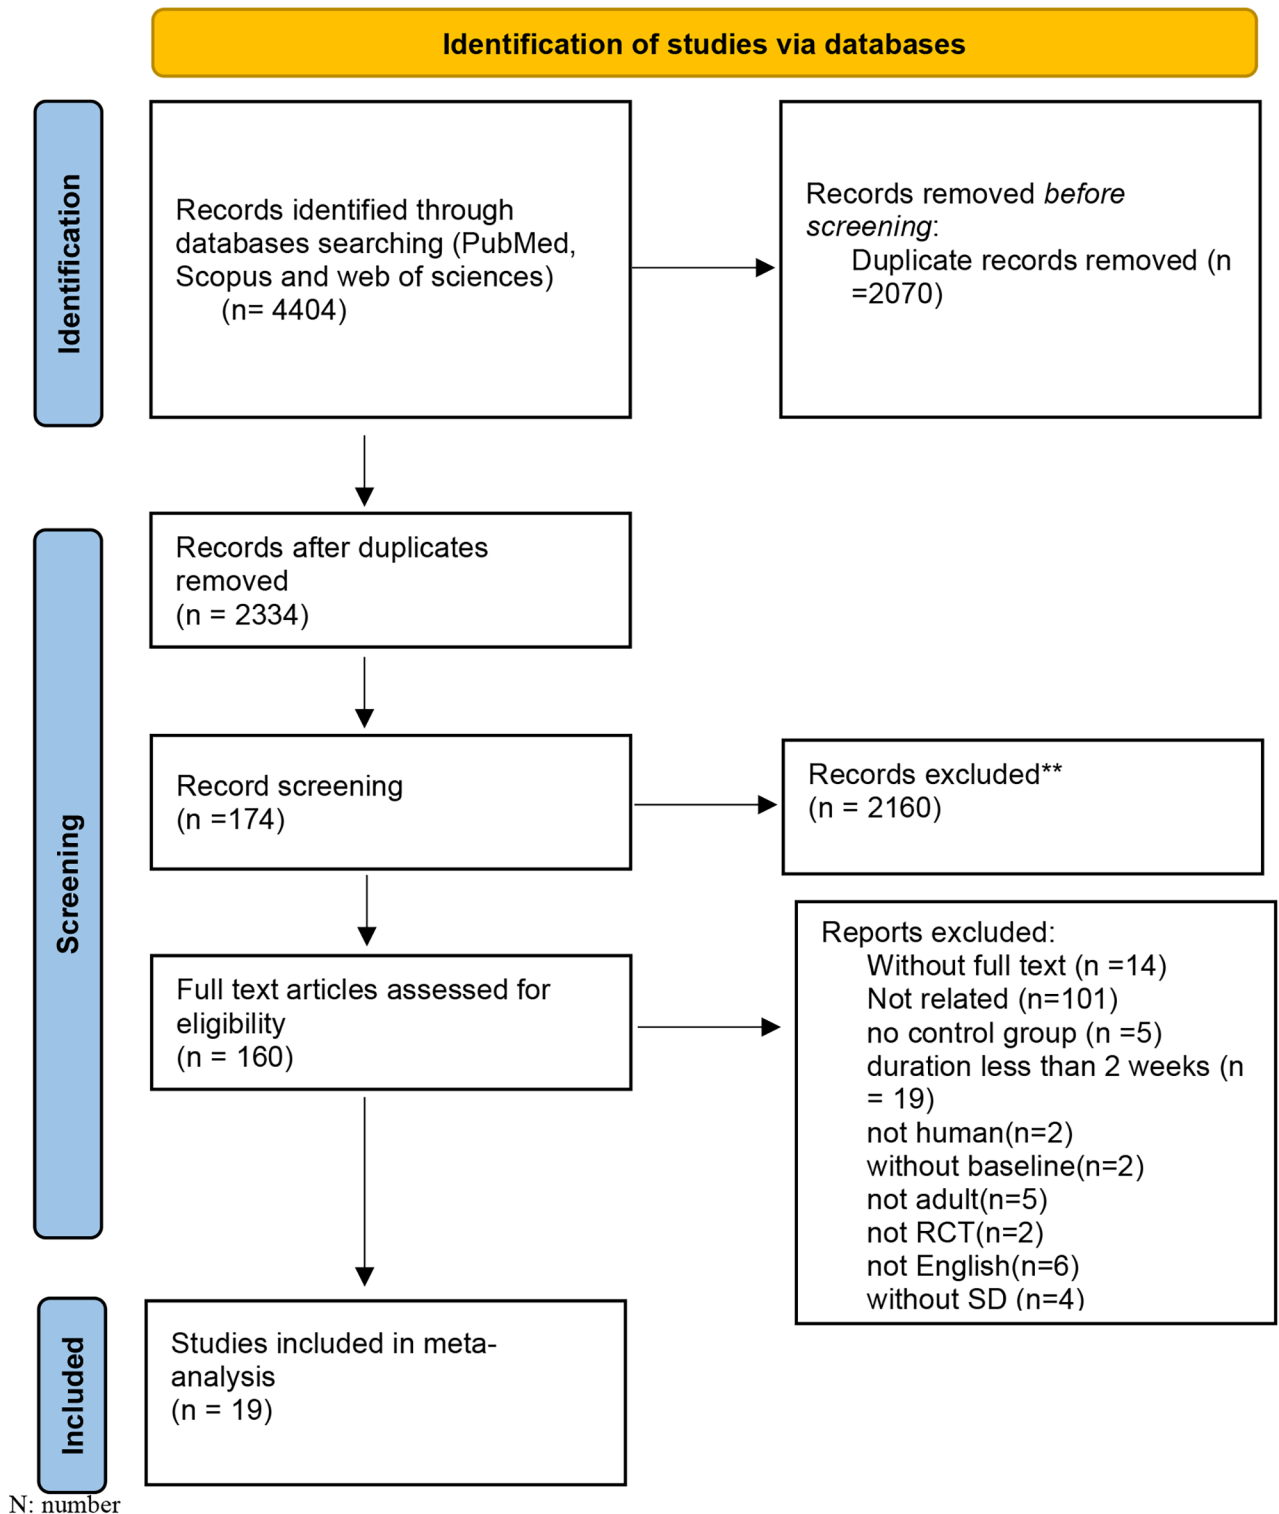 Identification of studies via databases
Identification
Records identified through
databases searching (PubMed,
Scopus and web of sciences)
(n= 4404)
Records removed before
screening:
Duplicate records removed (n
=2070)
Screening
Records after duplicates
removed
(n = 2334)
Record screening
(n =174)
Records excluded**
(n = 2160)
Full text articles assessed for
eligibility
(n = 160)
Reports excluded:
Without full text (n =14)
Not related (n=101)
no control group (n =5)
duration less than 2 weeks (n
= 19)
not human(n=2)
without baseline(n=2)
not adult(n=5)
not RCT(n=2)
not English(n=6)
without SD (n=4)
Included
Studies included in meta-
analysis
(n = 19)
N: number